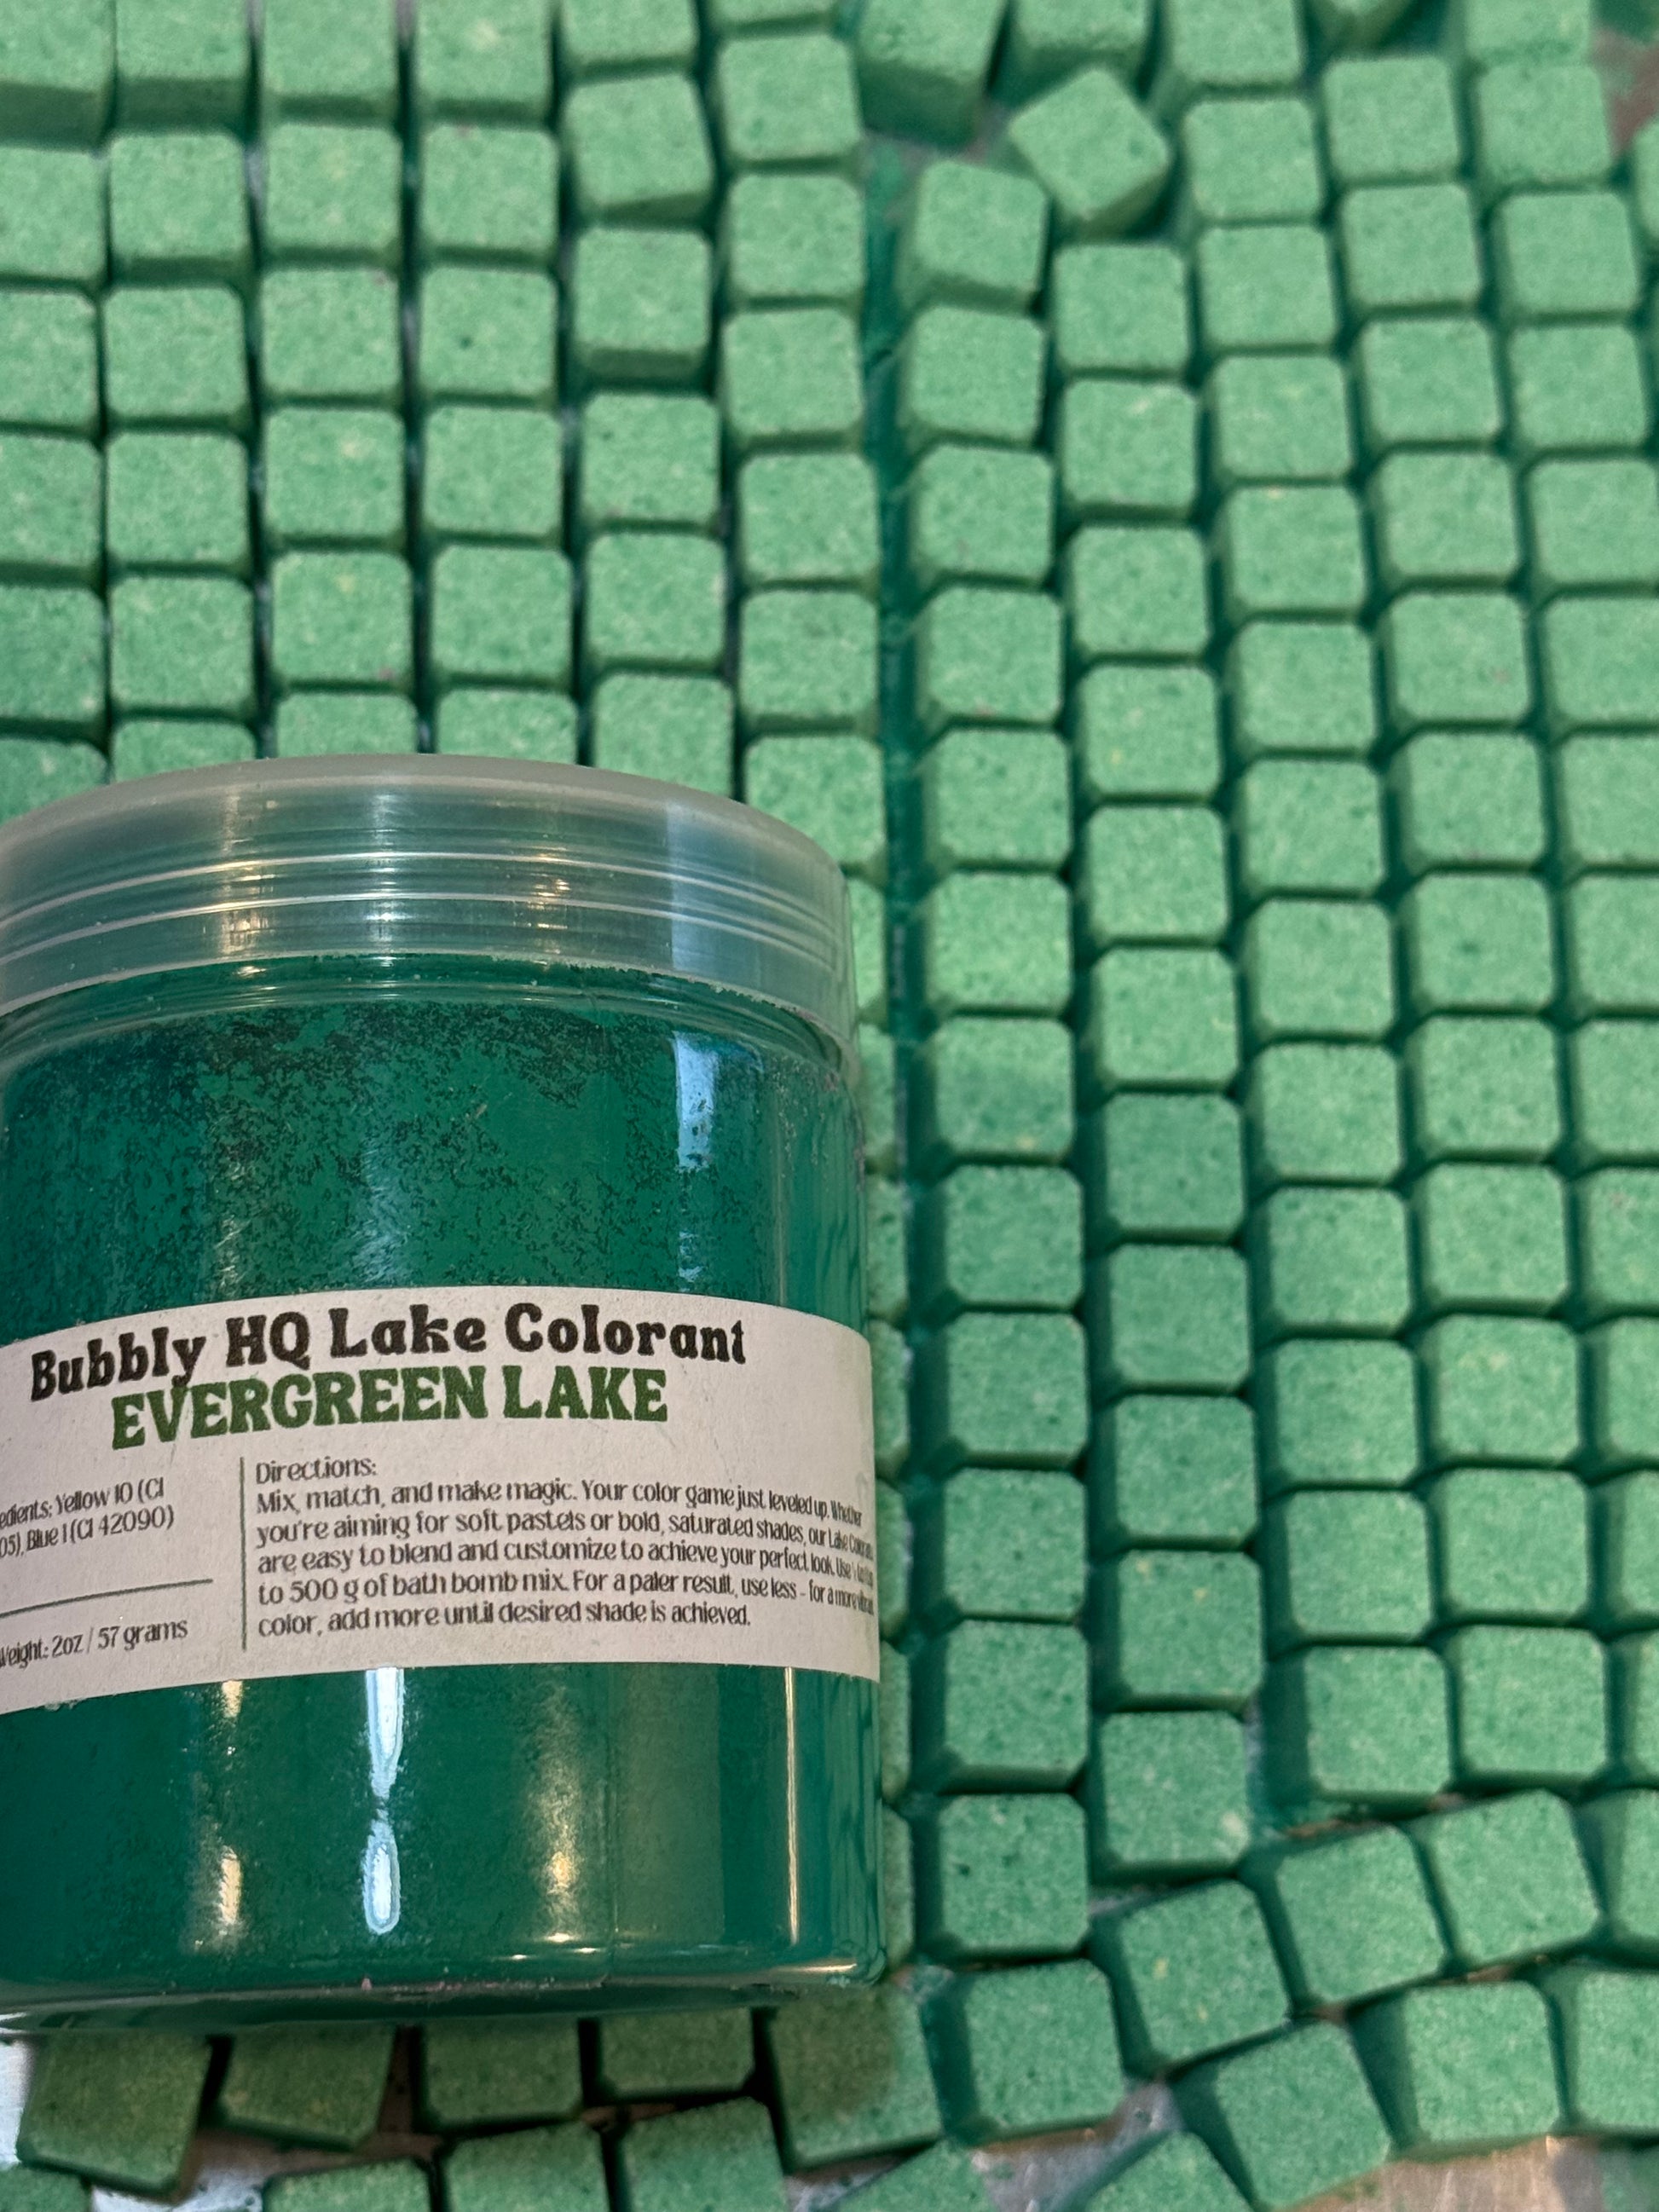 Bubbly HQ Lake Colorant
EVERGREEN LAKE
Yellow 10 (CI
Blue 1 (CI 42090)
2oz / 57 grams
Directions:
Mix, match, and make magic. Your color game just leveled up. Whether
you're aiming for soft pastels or bold, saturated shades, our Lake
are easy to blend and customize to achieve your perfect look. Use
to 500 g of bath bomb mix. For a paler result, use less - for a more
color, add more until desired shade is achieved.